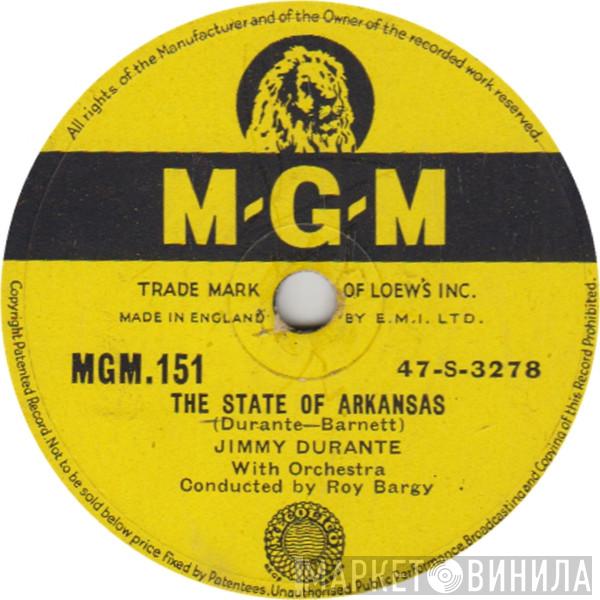 All rights of the Manufacturer and of the Owner of the recorded work reserved.
M-G-M
TRADE MARK OF LOEW'S INC.
MADE IN ENGLAND BY E.M.I. LTD.
MGM.151 47-S-3278
THE STATE OF ARKANSAS
(Durante—Barnett)
JIMMY DURANTE
With Orchestra
Conducted by Roy Bargy
Copyright Patented Record. Not to be sold below price fixed by Patentees. Unauthorised Public Performance, Broadcasting and Copying of this Record Prohibited.
МАРКЕТ ВИНИЛА